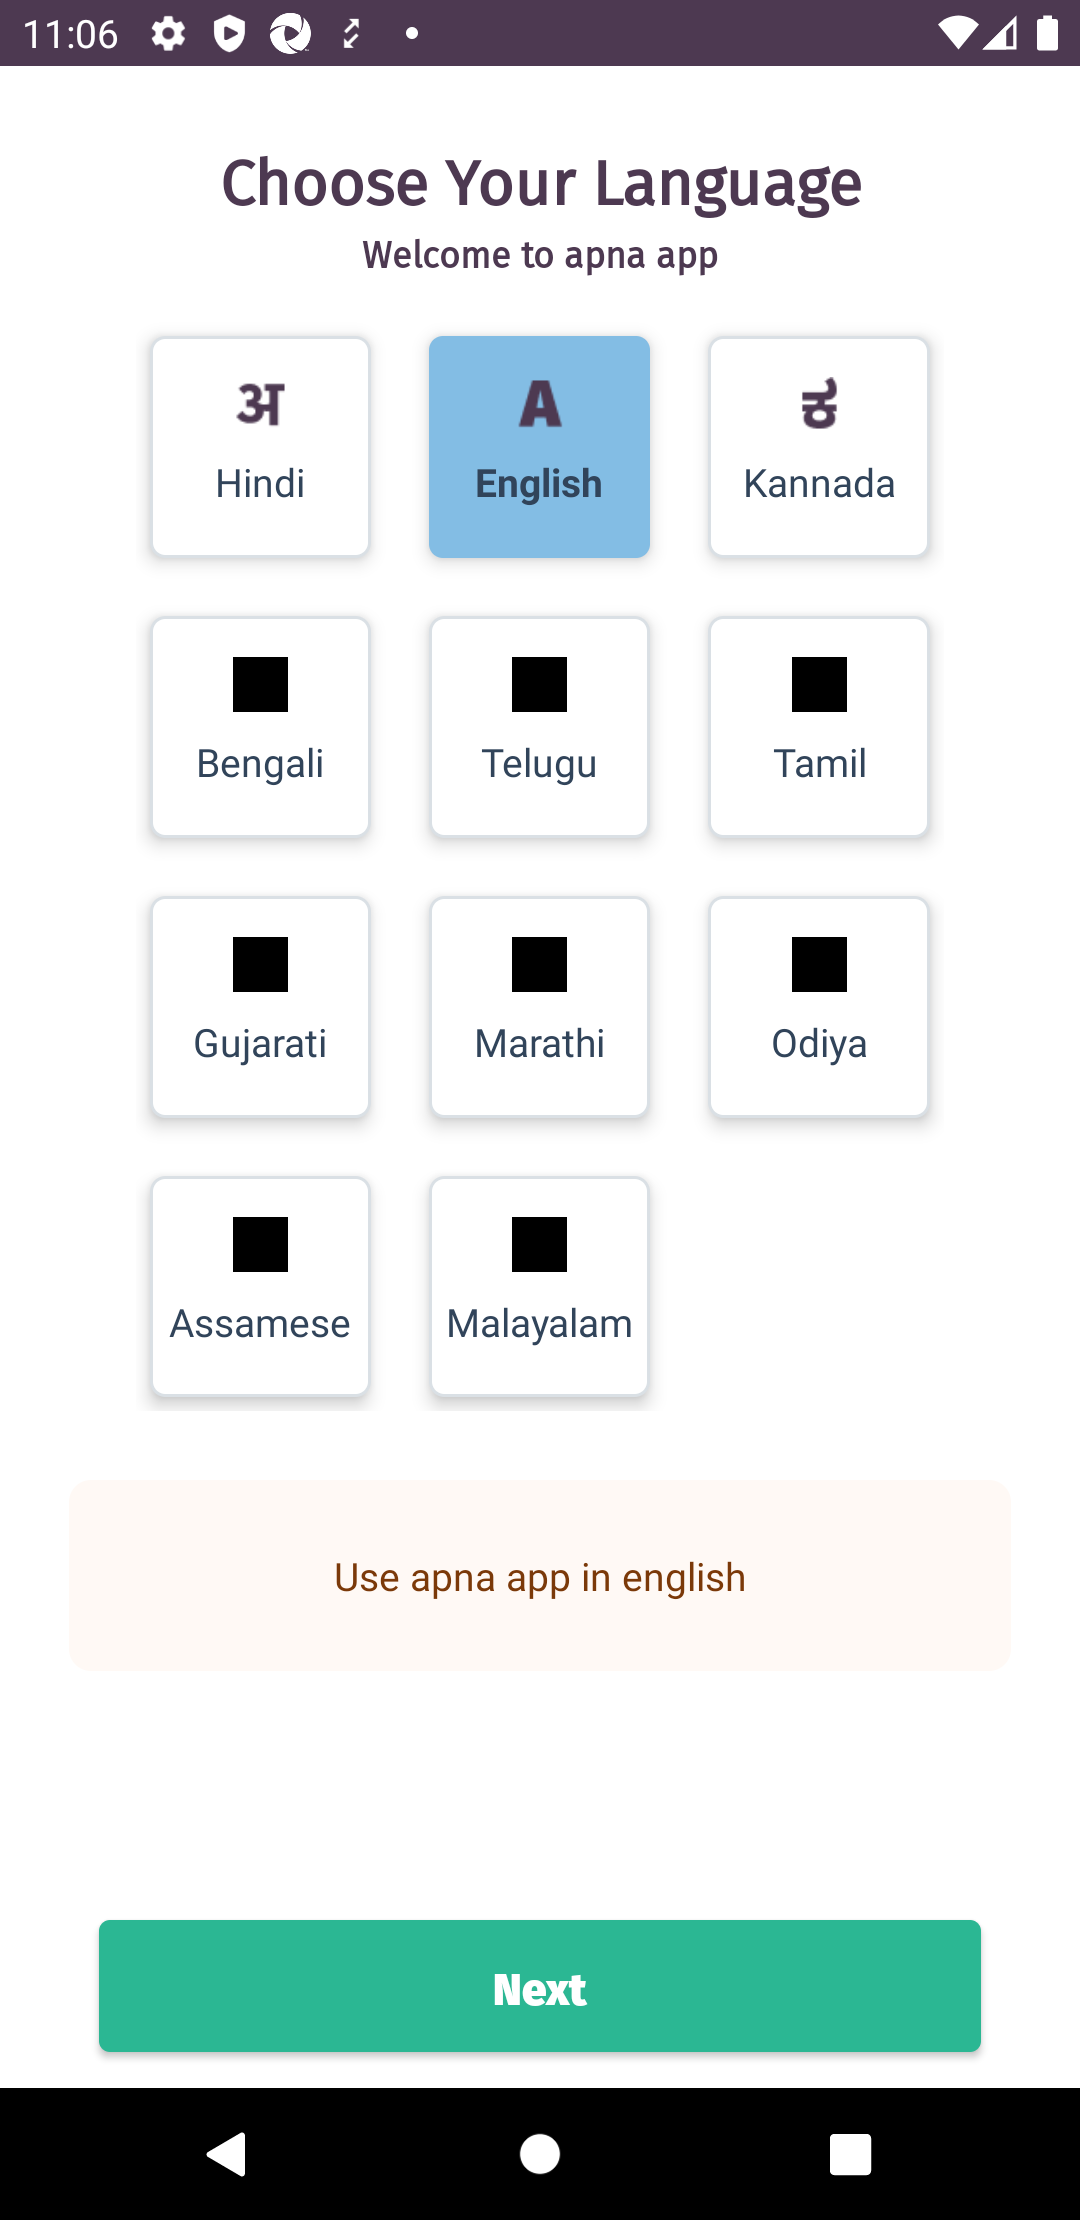 11:06
Choose Your Language
Welcome to apna app
अ A ಕ
Hindi English Kannada
Bengali Telugu Tamil
Gujarati Marathi Odiya
Assamese Malayalam
Use apna app in english
Next